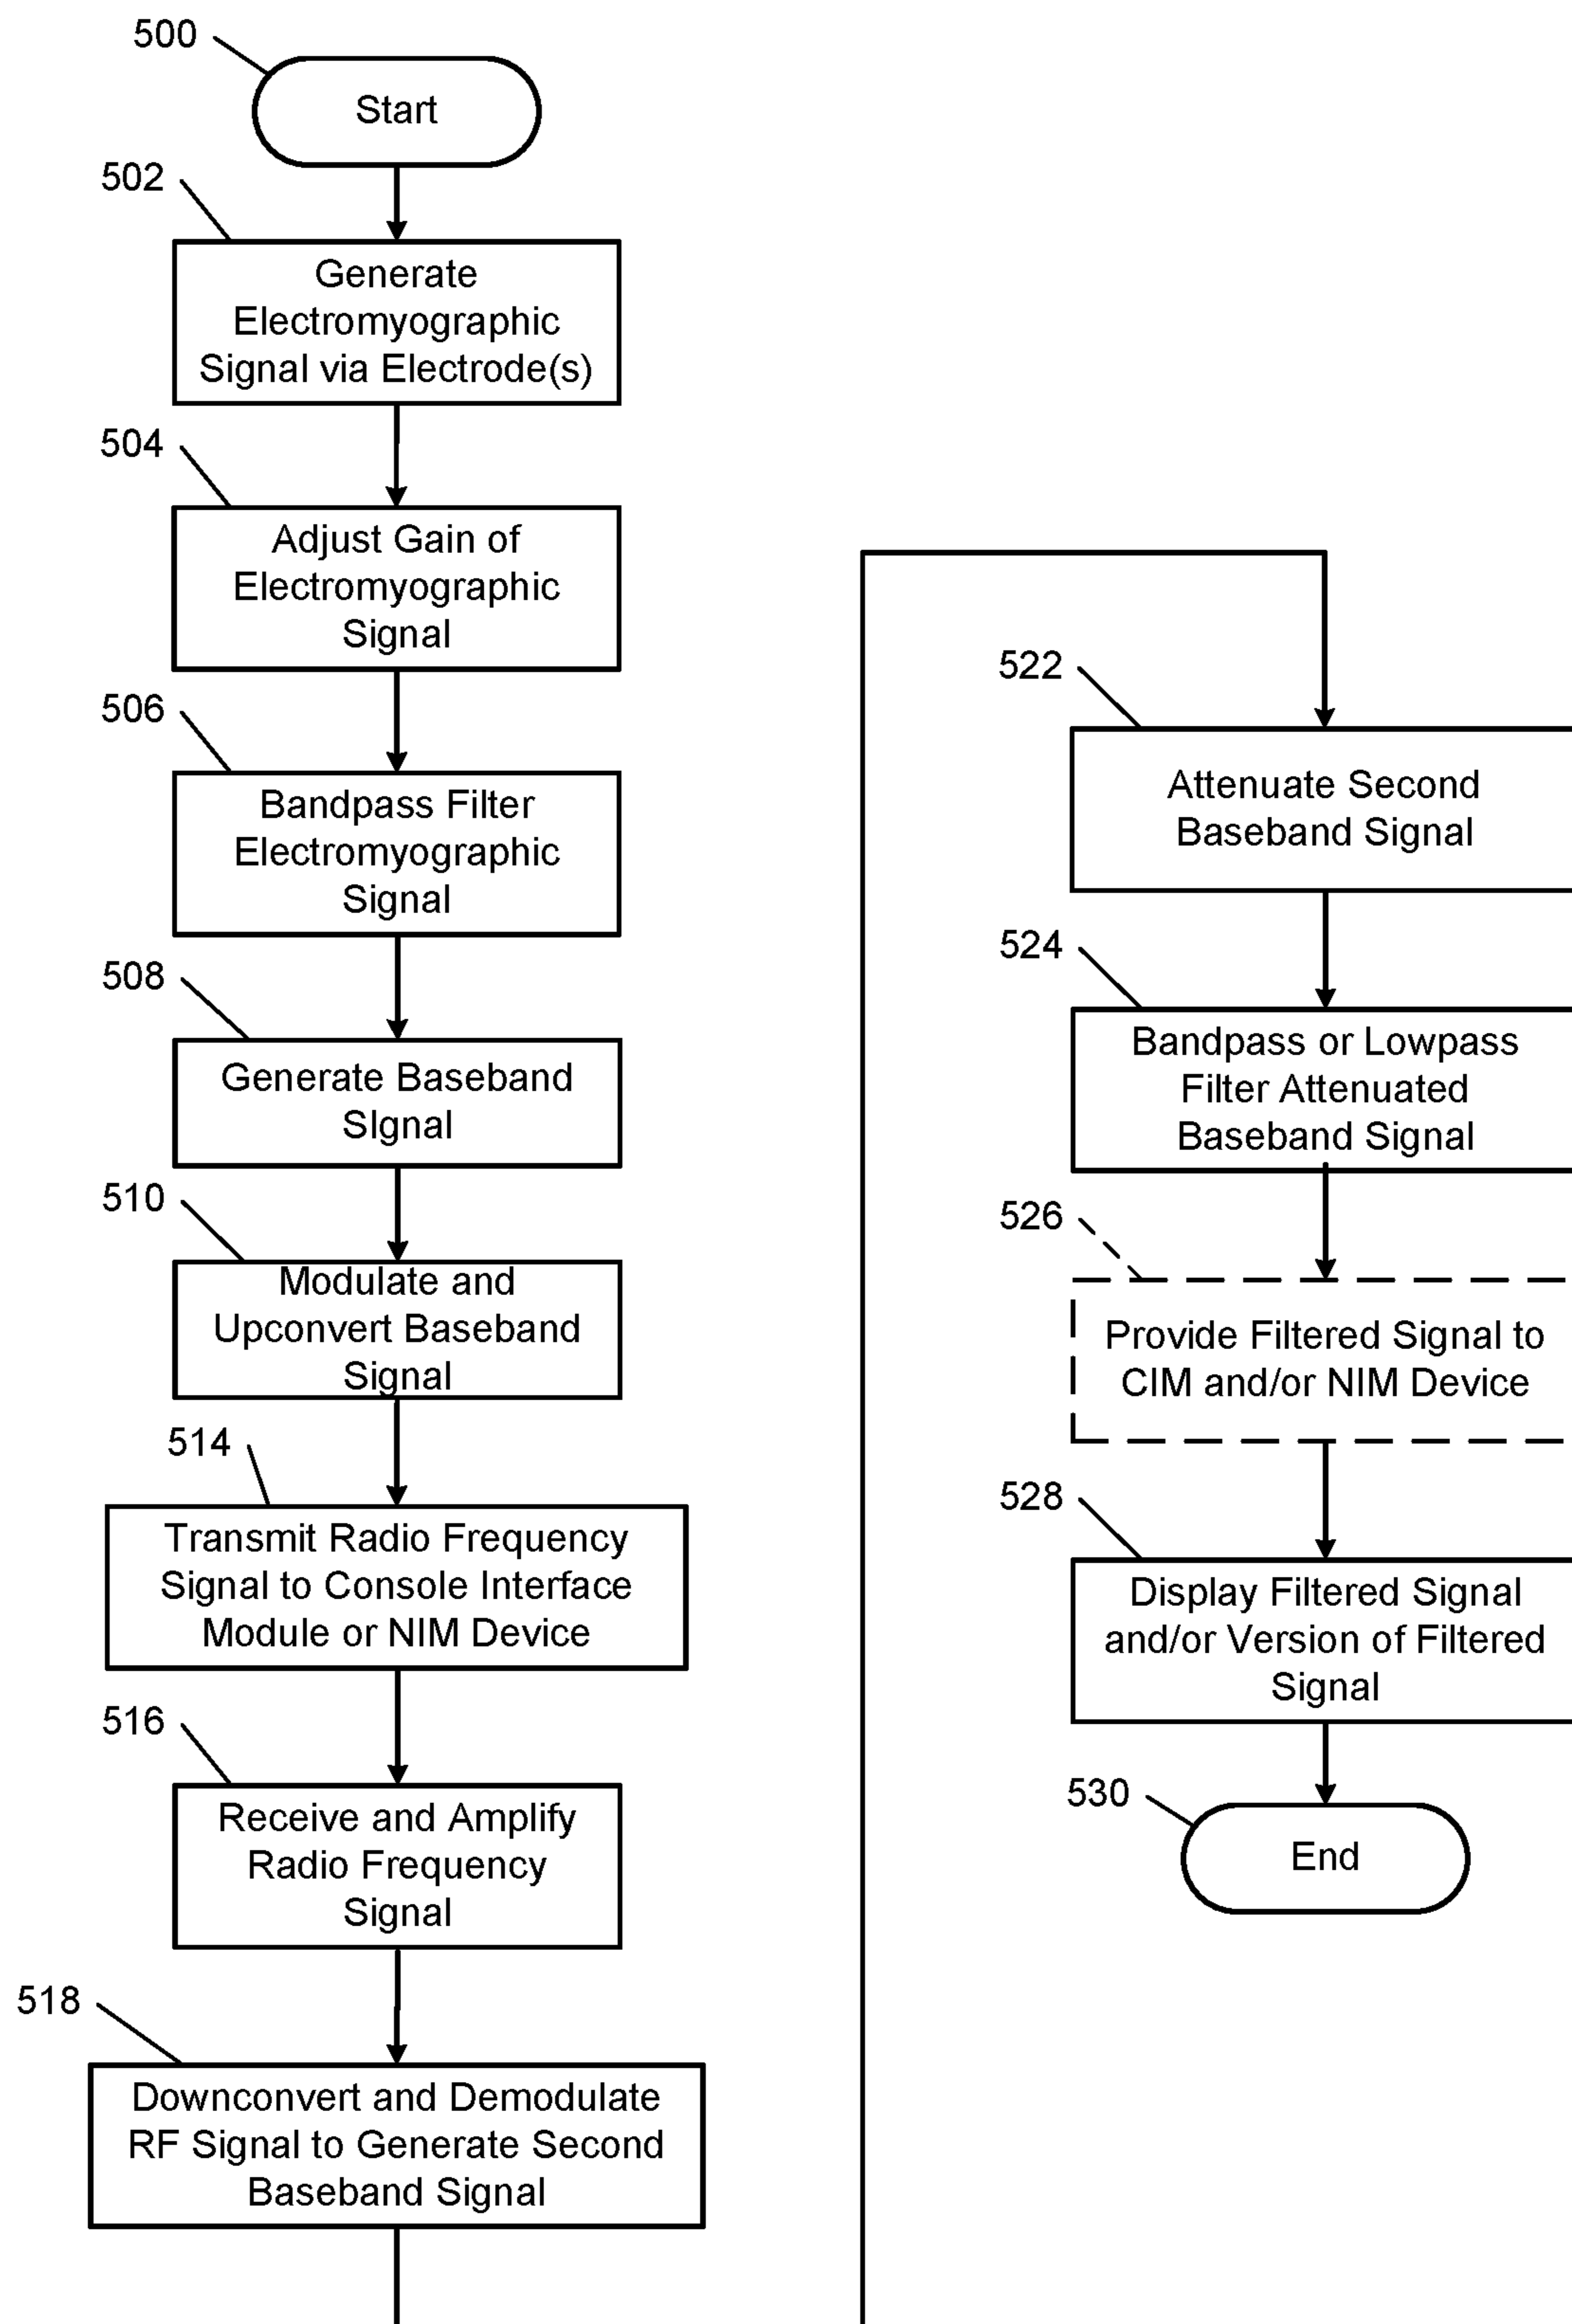 500
Start
502
Generate
Electromyographic
Signal via Electrode(s)
504
Adjust Gain of
Electromyographic
Signal
506
Bandpass Filter
Electromyographic
Signal
508
Generate Baseband
SIgnal
510
Modulate and
Upconvert Baseband
Signal
514
Transmit Radio Frequency
Signal to Console Interface
Module or NIM Device
516
Receive and Amplify
Radio Frequency
Signal
518
Downconvert and Demodulate
RF Signal to Generate Second
Baseband Signal
522
Attenuate Second
Baseband Signal
524
Bandpass or Lowpass
Filter Attenuated
Baseband Signal
526
Provide Filtered Signal to
CIM and/or NIM Device
528
Display Filtered Signal
and/or Version of Filtered
Signal
530
End